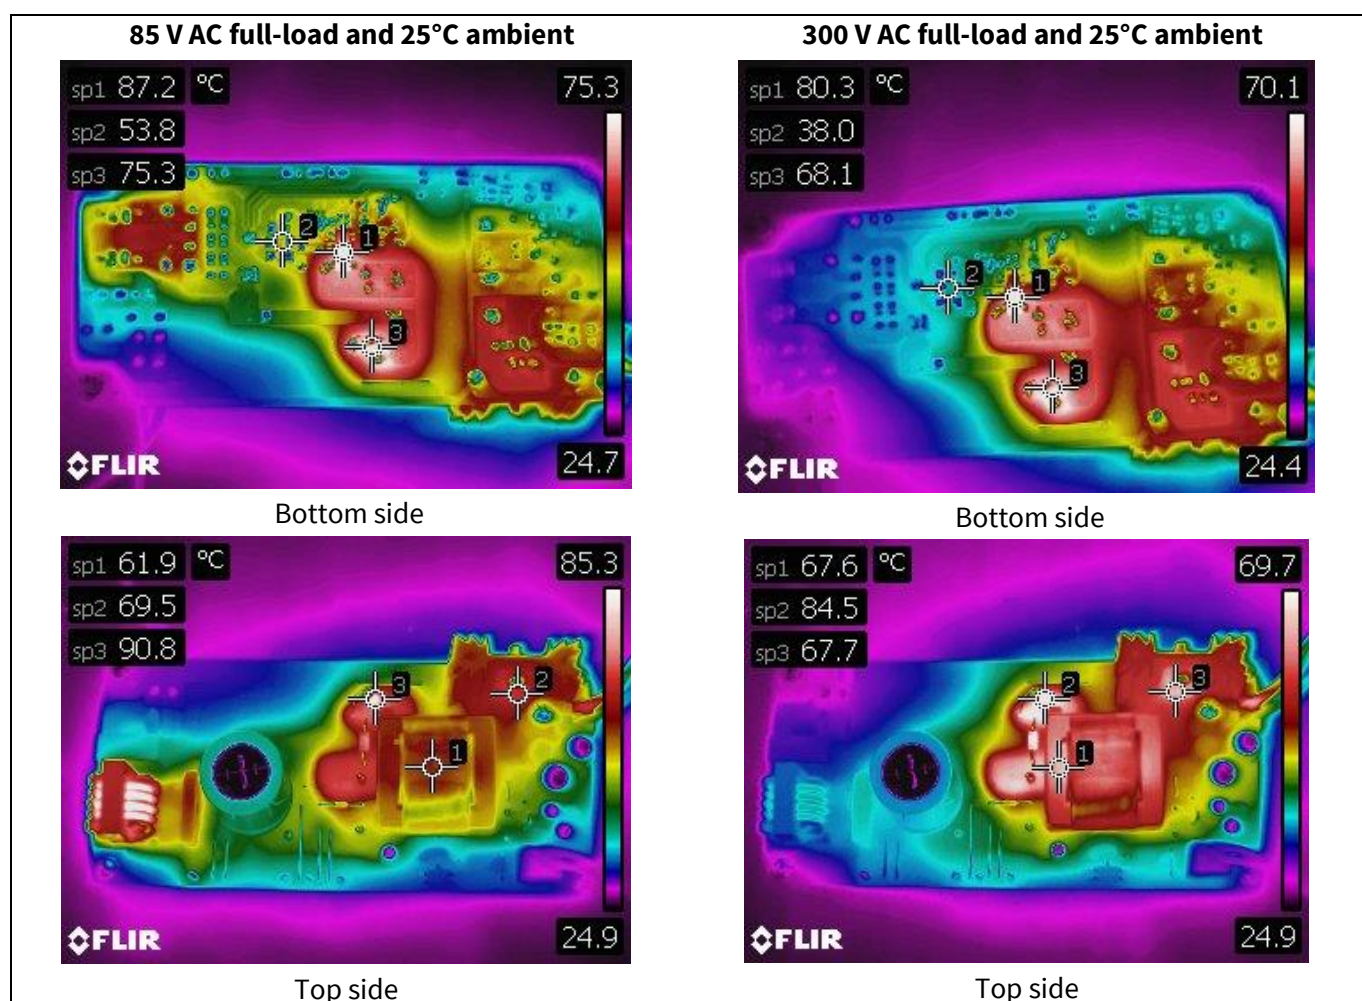 85 V AC full-load and 25°C ambient
300 V AC full-load and 25°C ambient
sp1 87.2 °C
75.3
sp2 53.8
sp3 75.3
2
1
3
FLIR
24.7
sp1 80.3 °C
70.1
sp2 38.0
sp3 68.1
2
1
3
FLIR
24.4
Bottom side
Bottom side
sp1 61.9 °C
85.3
sp2 69.5
sp3 90.8
3
2
1
FLIR
24.9
sp1 67.6 °C
69.7
sp2 84.5
sp3 67.7
2
3
1
FLIR
24.9
Top side
Top side